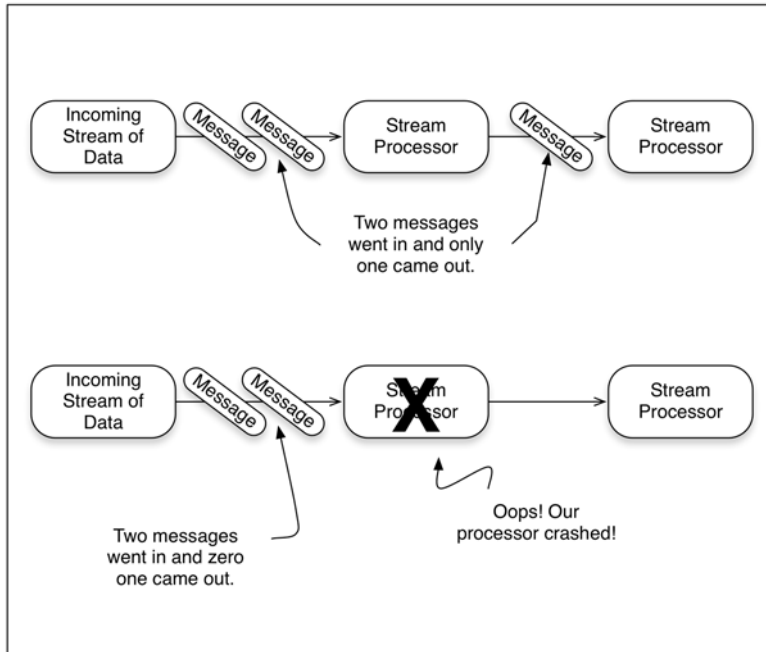 Incoming
Stream of
Data
Message
Message
Stream
Processor
Message
Stream
Processor
Two messages
went in and only
one came out.
Incoming
Stream of
Data
Message
Message
Stream
Processor
X
Stream
Processor
Two messages
went in and zero
one came out.
Oops! Our
processor crashed!